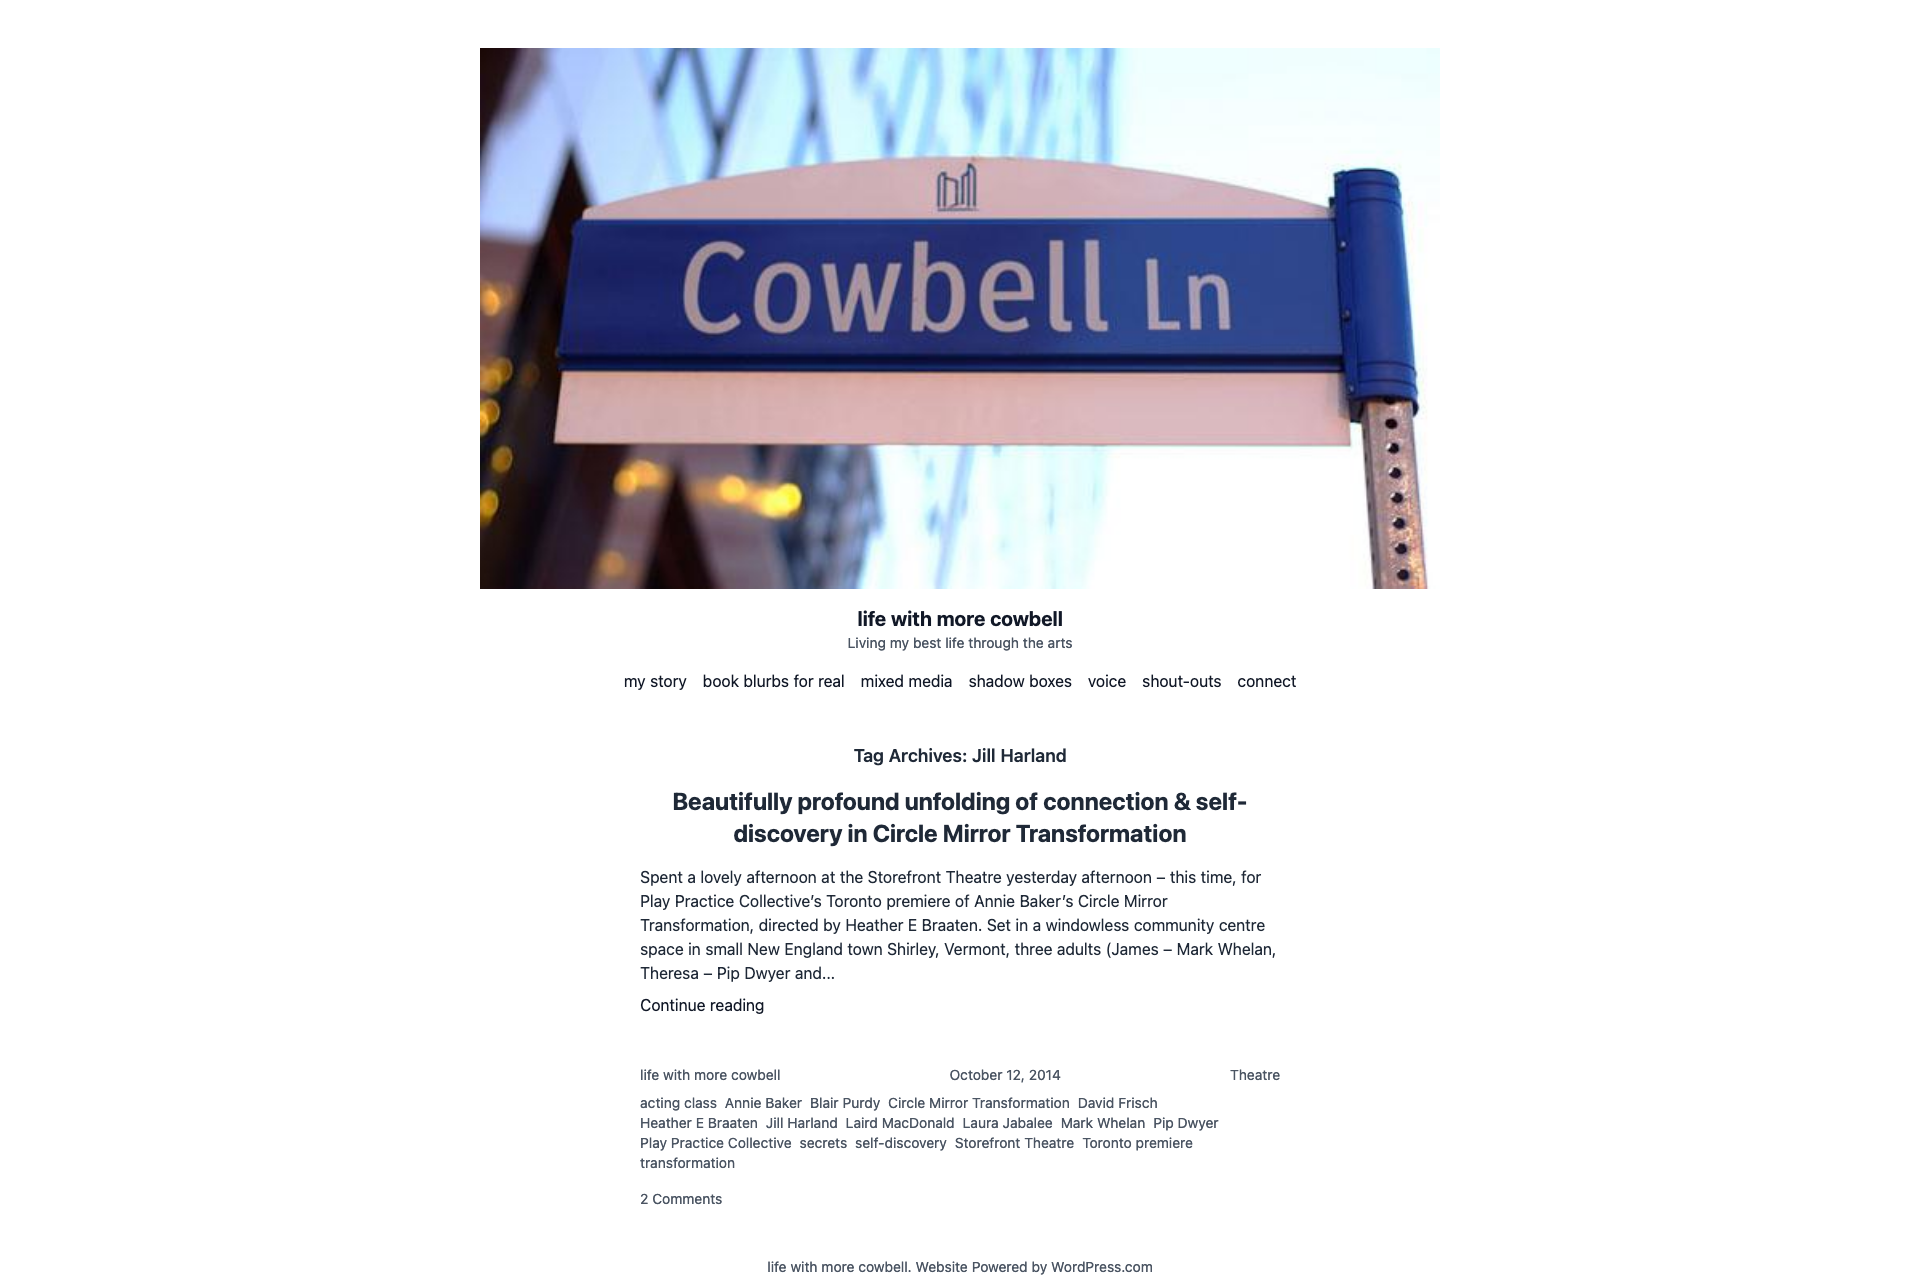 Cowbell Ln
life with more cowbell
Living my best life through the arts
my story book blurbs for real mixed media shadow boxes voice shout-outs connect
Tag Archives: Jill Harland
Beautifully profound unfolding of connection & self-
discovery in Circle Mirror Transformation
Spent a lovely afternoon at the Storefront Theatre yesterday afternoon – this time, for
Play Practice Collective’s Toronto premiere of Annie Baker’s Circle Mirror
Transformation, directed by Heather E Braaten. Set in a windowless community centre
space in small New England town Shirley, Vermont, three adults (James – Mark Whelan,
Theresa – Pip Dwyer and…
Continue reading
life with more cowbell October 12, 2014 Theatre
acting class Annie Baker Blair Purdy Circle Mirror Transformation David Frisch
Heather E Braaten Jill Harland Laird MacDonald Laura Jabalee Mark Whelan Pip Dwyer
Play Practice Collective secrets self-discovery Storefront Theatre Toronto premiere
transformation
2 Comments
life with more cowbell. Website Powered by WordPress.com